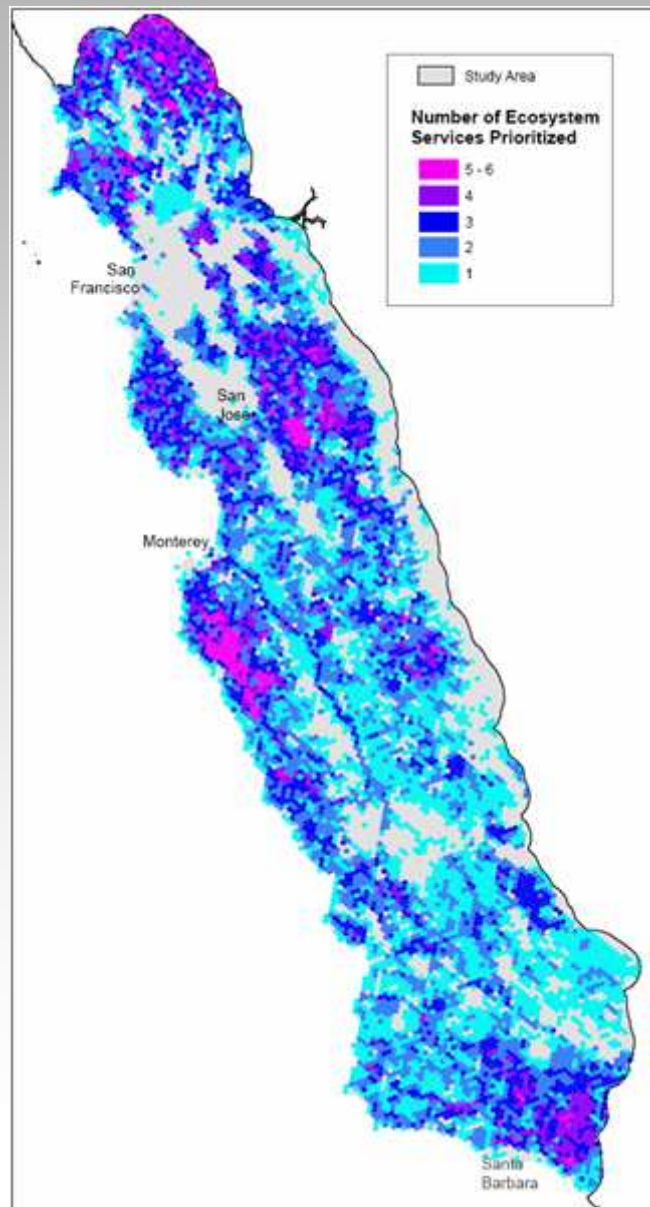 Study Area
Number of Ecosystem
Services Prioritized
5 - 6
4
3
2
1
San
Francisco
San
Jose
Monterey
Santa
Barbara